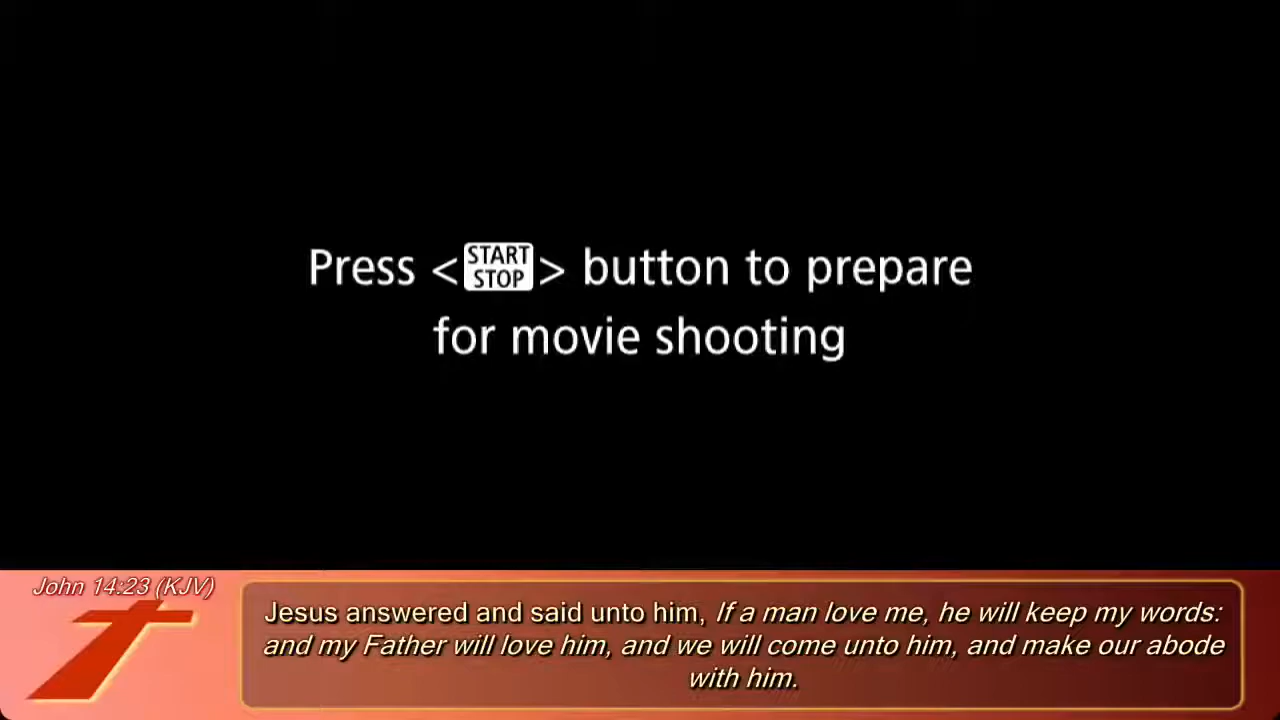 Press <START STOP> button to prepare
for movie shooting
John 14:23 (KJV)
Jesus answered and said unto him, If a man love me, he will keep my words:
and my Father will love him, and we will come unto him, and make our abode
with him.